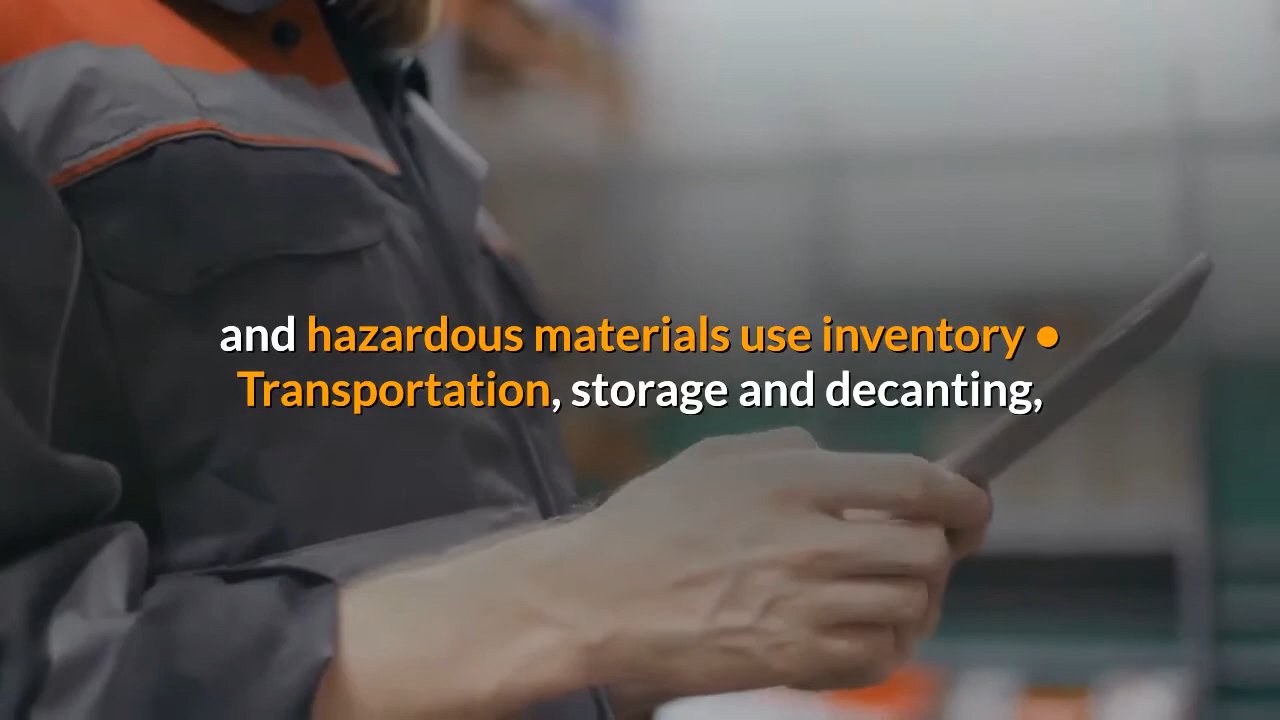 and hazardous materials use inventory •
Transportation, storage and decanting,